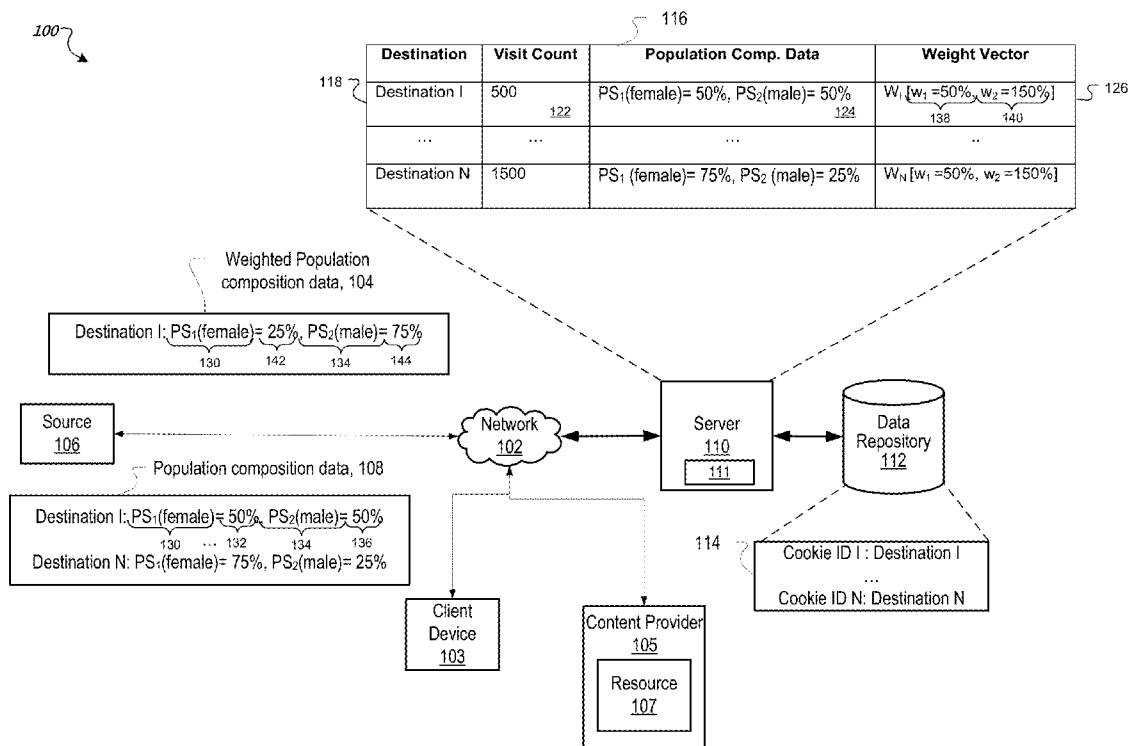 100
116
Destination Visit Count Population Comp. Data Weight Vector
118
Destination I 500 PS₁(female)= 50%, PS₂(male)= 50% W I [w₁ =50%, w₂ =150%]
126
122 124 138 140
... ... ... ..
Destination N 1500 PS₁ (female)= 75%, PS₂ (male)= 25% W_N [w₁ =50%, w₂ =150%]
Weighted Population
composition data, 104
Destination I: PS₁(female)= 25%, PS₂(male)= 75%
130 142 134 144
Source
106
Network
102
Server
110
111
Data
Repository
112
Population composition data, 108
Destination I: PS₁(female)= 50%, PS₂(male)= 50%
130 ... 132 134 136
Destination N: PS₁(female)= 75%, PS₂(male)= 25%
114
Cookie ID I : Destination I
...
Cookie ID N: Destination N
Client
Device
103
Content Provider
105
Resource
107